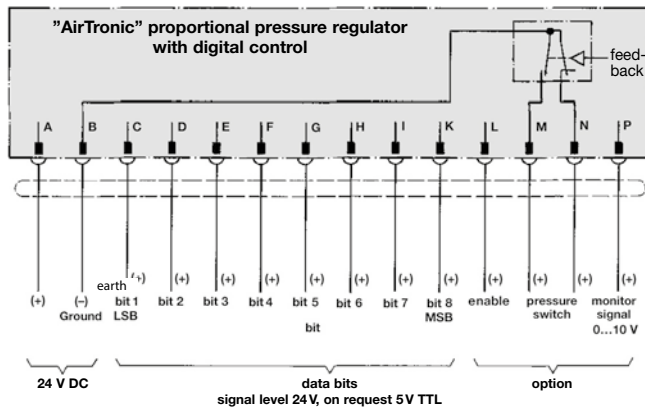 "AirTronic" proportional pressure regulator
with digital control
feed-
back
A B C D E F G H I K L M N P
earth (+) (+) (+) (+) (+) (+) (+) (+) (+) (+) (+) (+)
(+) (–) bit 1 bit 2 bit 3 bit 4 bit 5 bit 6 bit 7 bit 8 enable pressure monitor
Ground LSB MSB switch signal
bit 0...10 V
24 V DC data bits option
signal level 24 V, on request 5 V TTL